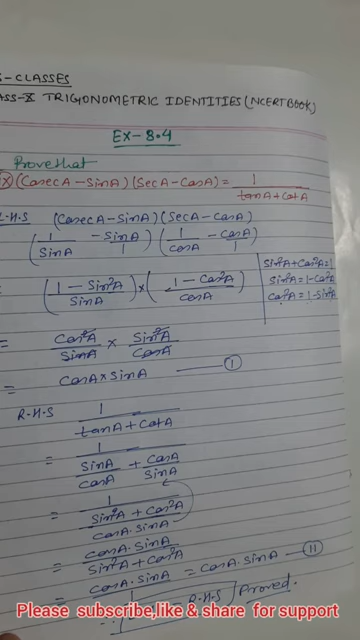 S-CLASSES
ASS-X TRIGONOMETRIC IDENTITIES (NCERT BOOK)
EX-8.4
Prove that
ix) (CosecA-SinA) (SecA-CosA) = 1/(tanA+CotA)
L.H.S (CosecA-SinA) (SecA-CosA)
(1/SinA - SinA/1) (1/CosA - CosA/1)
Sin²A+Cos²A=1
Sin²A=1-Cos²A
Cos²A=1-Sin²A
((1-Sin²A)/SinA) × ((1-Cos²A)/CosA)
= Cos²A/SinA × Sin²A/CosA
= CosA×SinA —— (I)
R.H.S 1/(tanA+CotA)
= 1/(SinA/CosA + CosA/SinA)
= 1/((Sin²A+Cos²A)/(CosA.SinA))
= CosA.SinA/(Sin²A+Cos²A)
= CosA.SinA/1 = CosA.SinA —(II)
R.H.S Proved.
Please subscribe,like & share for support